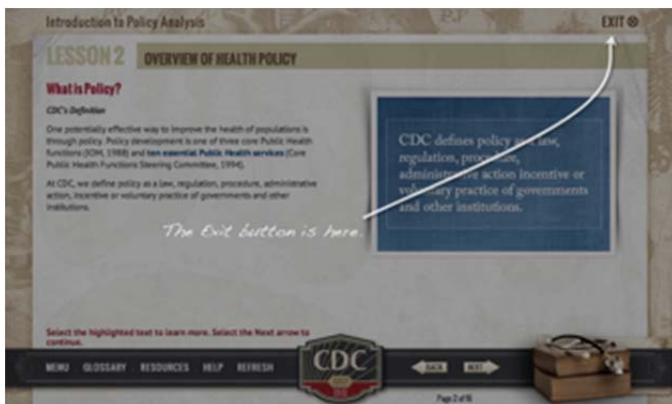 Introduction to Policy Analysis
EXIT
LESSON 2
OVERVIEW OF HEALTH POLICY
What is Policy?
CDC's Definition
One potentially effective way to improve the health of populations is
through policy. Policy development is one of three core Public Health
functions (IOM, 1988) and ten essential Public Health services (Core
Public Health Functions Steering Committee, 1994).
At CDC, we define policy as a law, regulation, procedure, administrative
action, incentive or voluntary practice of governments and other
institutions.
CDC defines policy as a law,
regulation, procedure,
administrative action incentive or
voluntary practice of governments
and other institutions.
The Exit button is here.
Select the highlighted text to learn more. Select the Next arrow to
continue.
MENU GLOSSARY RESOURCES HELP REFRESH
CDC
BACK NEXT
Page 2 of 16